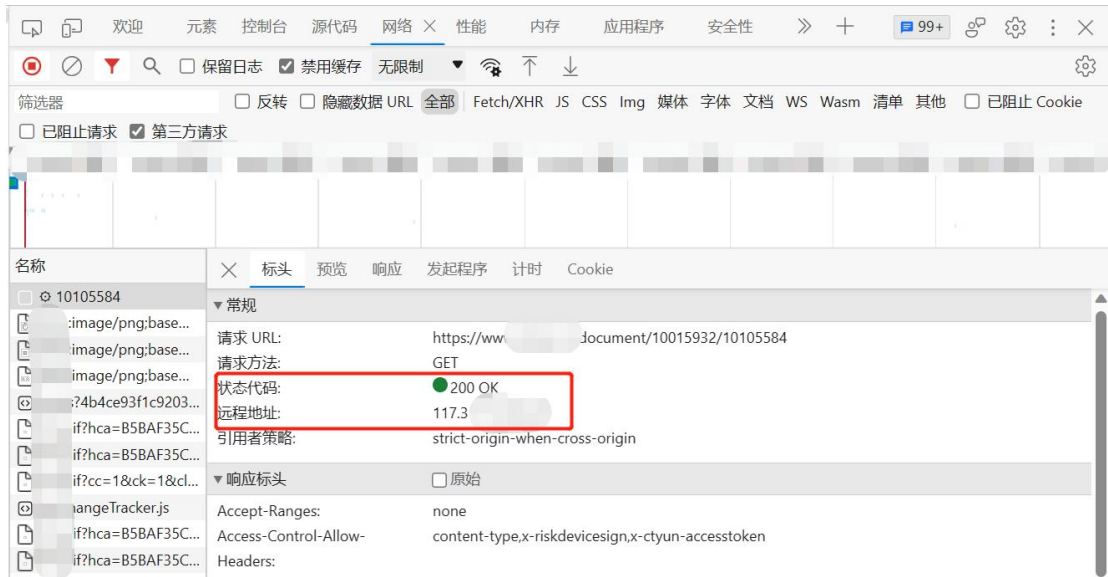 欢迎 元素 控制台 源代码 网络 性能 内存 应用程序 安全性 99+
保留日志 禁用缓存 无限制
筛选器 反转 隐藏数据 URL 全部 Fetch/XHR JS CSS Img 媒体 字体 文档 WS Wasm 清单 其他 已阻止 Cookie
已阻止请求 第三方请求
名称 标头 预览 响应 发起程序 计时 Cookie
10105584
▼常规
:image/png;base...
请求 URL: https://ww document/10015932/10105584
:image/png;base...
请求方法: GET
image/png;base...
状态代码: 200 OK
?4b4ce93f1c9203...
远程地址: 117.3
if?hca=B5BAF35C...
引用者策略: strict-origin-when-cross-origin
if?hca=B5BAF35C...
▼响应标头 原始
if?cc=1&ck=1&cl...
angeTracker.js
Accept-Ranges: none
if?hca=B5BAF35C...
Access-Control-Allow- content-type,x-riskdevicesign,x-ctyun-accesstoken
if?hca=B5BAF35C...
Headers: